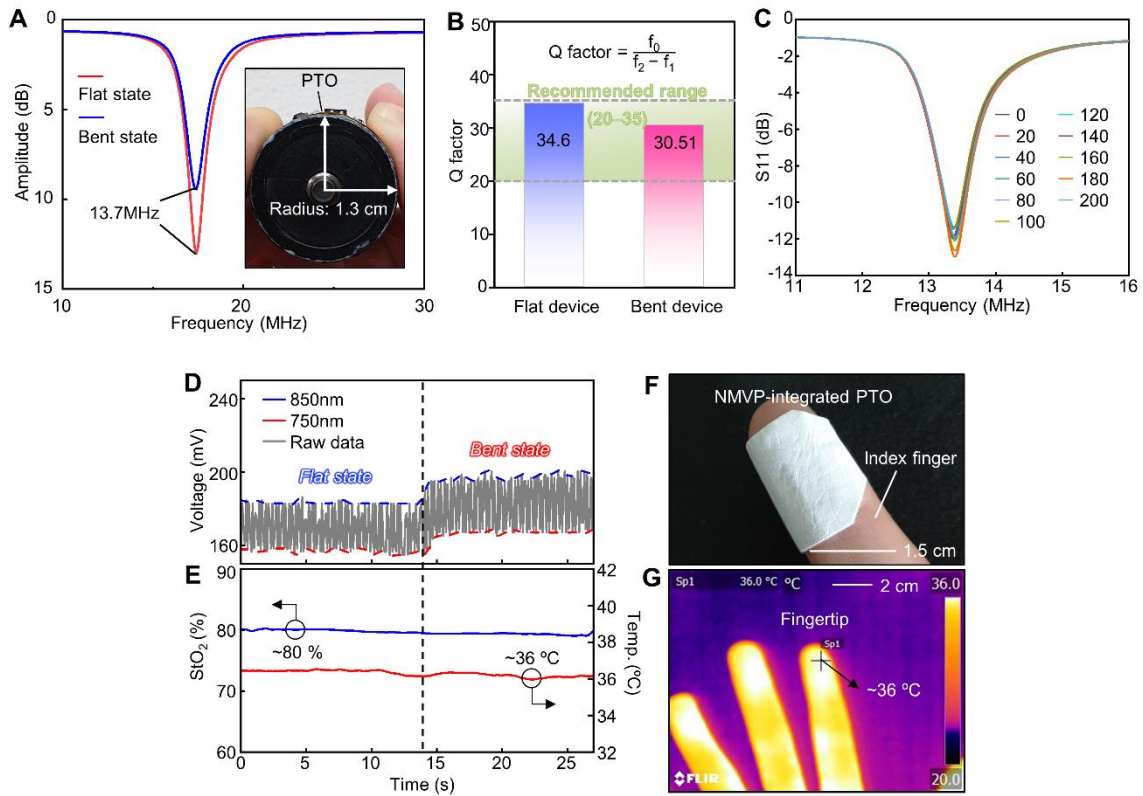 A
0
5
10
15
Amplitude (dB)
Flat state
Bent state
13.7MHz
PTO
Radius: 1.3 cm
10
20
30
Frequency (MHz)
B
50
40
30
20
10
0
Q factor
Q factor = f0 / f2 – f1
Recommended range
(20–35)
34.6
30.51
Flat device
Bent device
C
0
-2
-4
-6
-8
-10
-12
-14
S11 (dB)
0
20
40
60
80
100
120
140
160
180
200
11
12
13
14
15
16
Frequency (MHz)
D
240
200
160
Voltage (mV)
850nm
750nm
Raw data
Flat state
Bent state
E
90
80
70
60
StO2 (%)
~80 %
~36 ºC
42
40
38
36
34
32
Temp. (ºC)
0
5
10
15
20
25
Time (s)
F
NMVP-integrated PTO
Index finger
1.5 cm
G
Sp1
36.0 ºC
ºC
2 cm
36.0
Fingertip
Sp1
~36 ºC
FLIR
20.0